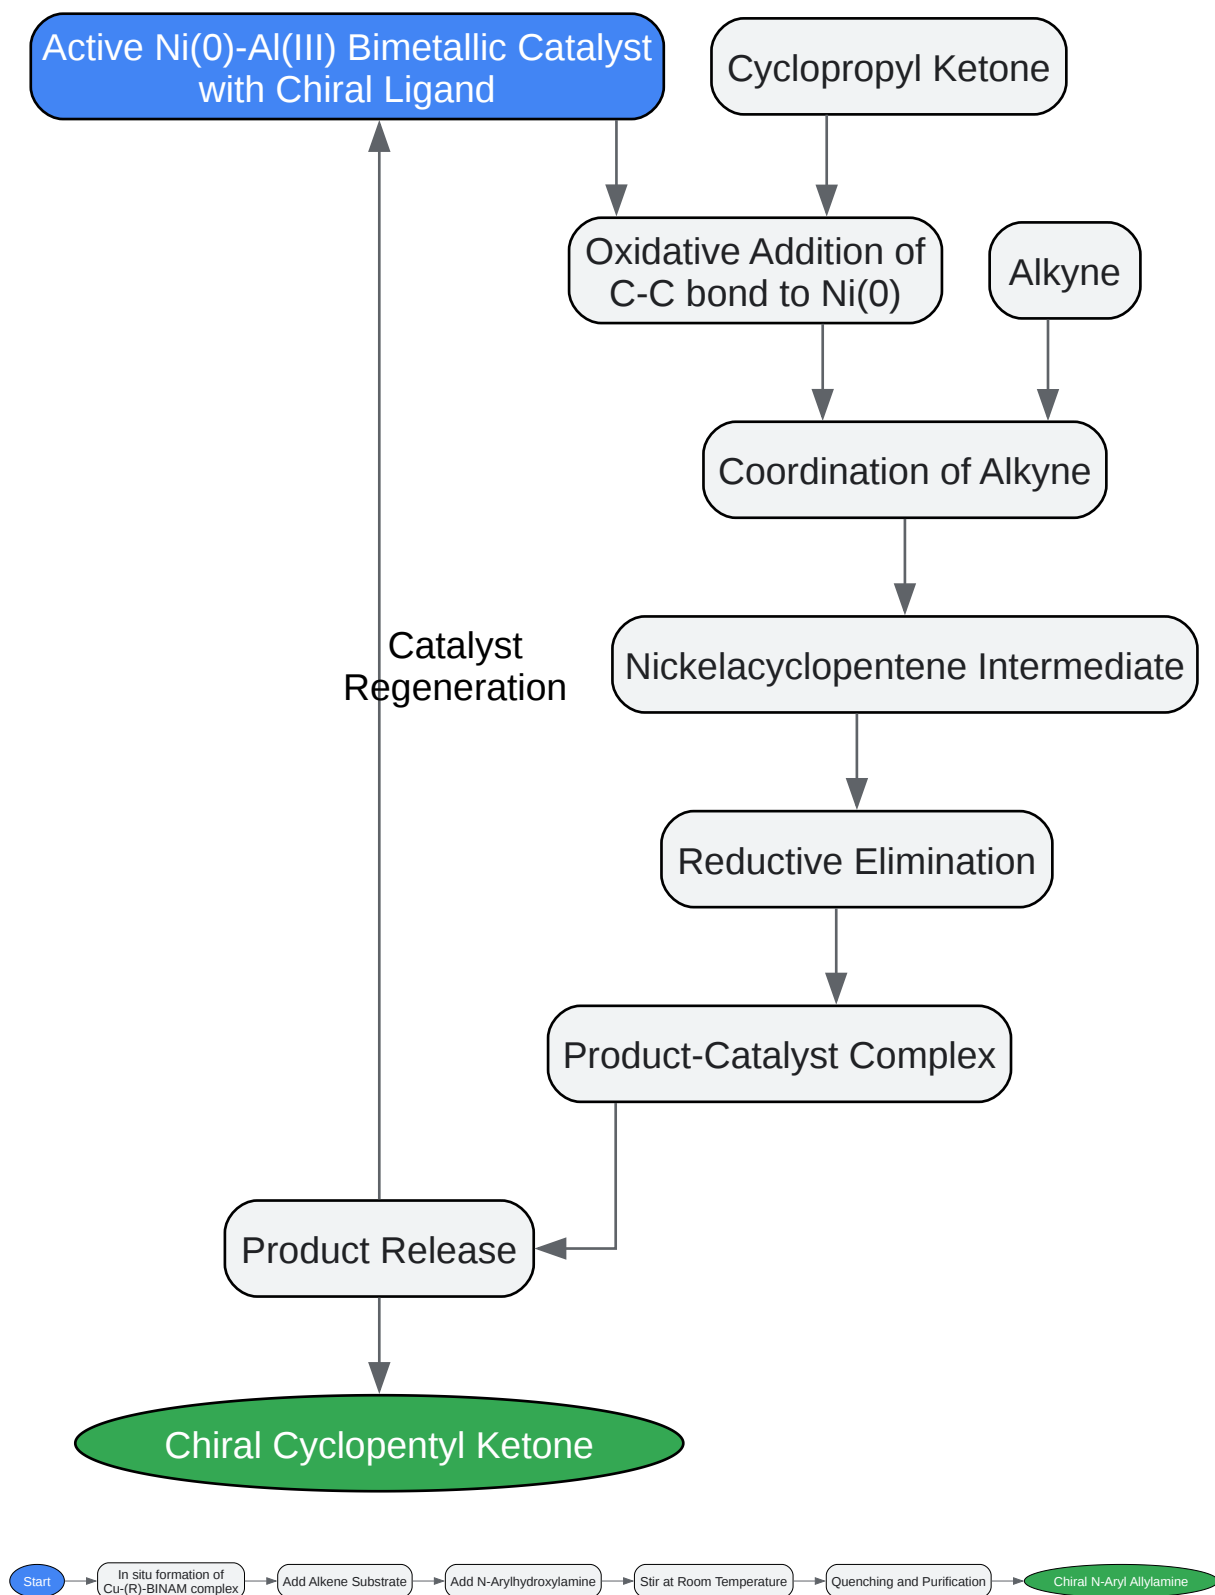 Active Ni(0)-Al(III) Bimetallic Catalyst
with Chiral Ligand
Cyclopropyl Ketone
Oxidative Addition of
C-C bond to Ni(0)
Alkyne
Coordination of Alkyne
Catalyst
Regeneration
Nickelacyclopentene Intermediate
Reductive Elimination
Product-Catalyst Complex
Product Release
Chiral Cyclopentyl Ketone
Start
In situ formation of
Cu-(R)-BINAM complex
Add Alkene Substrate
Add N-Arylhydroxylamine
Stir at Room Temperature
Quenching and Purification
Chiral N-Aryl Allylamine